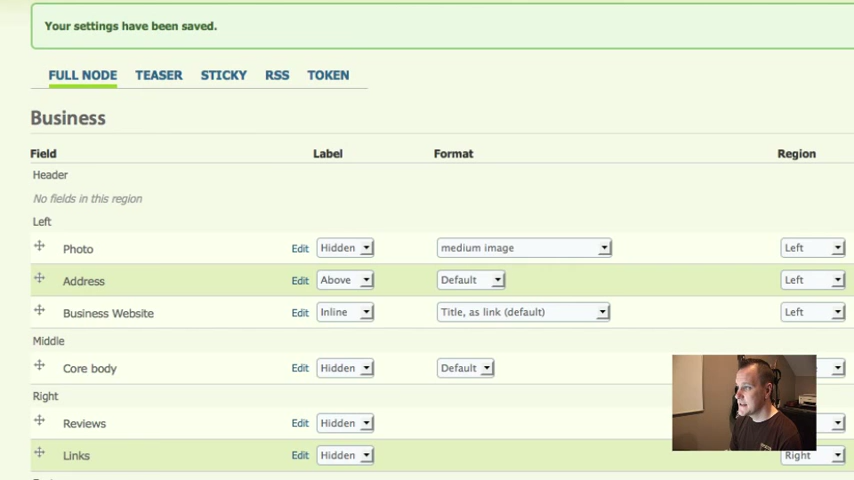 Your settings have been saved.
FULL NODE TEASER STICKY RSS TOKEN
Business
Field Label Format Region
Header
No fields in this region
Left
Photo Edit Hidden medium image Left
Address Edit Above Default Left
Business Website Edit Inline Title, as link (default) Left
Middle
Core body Edit Hidden Default
Right
Reviews Edit Hidden
Links Edit Hidden Right